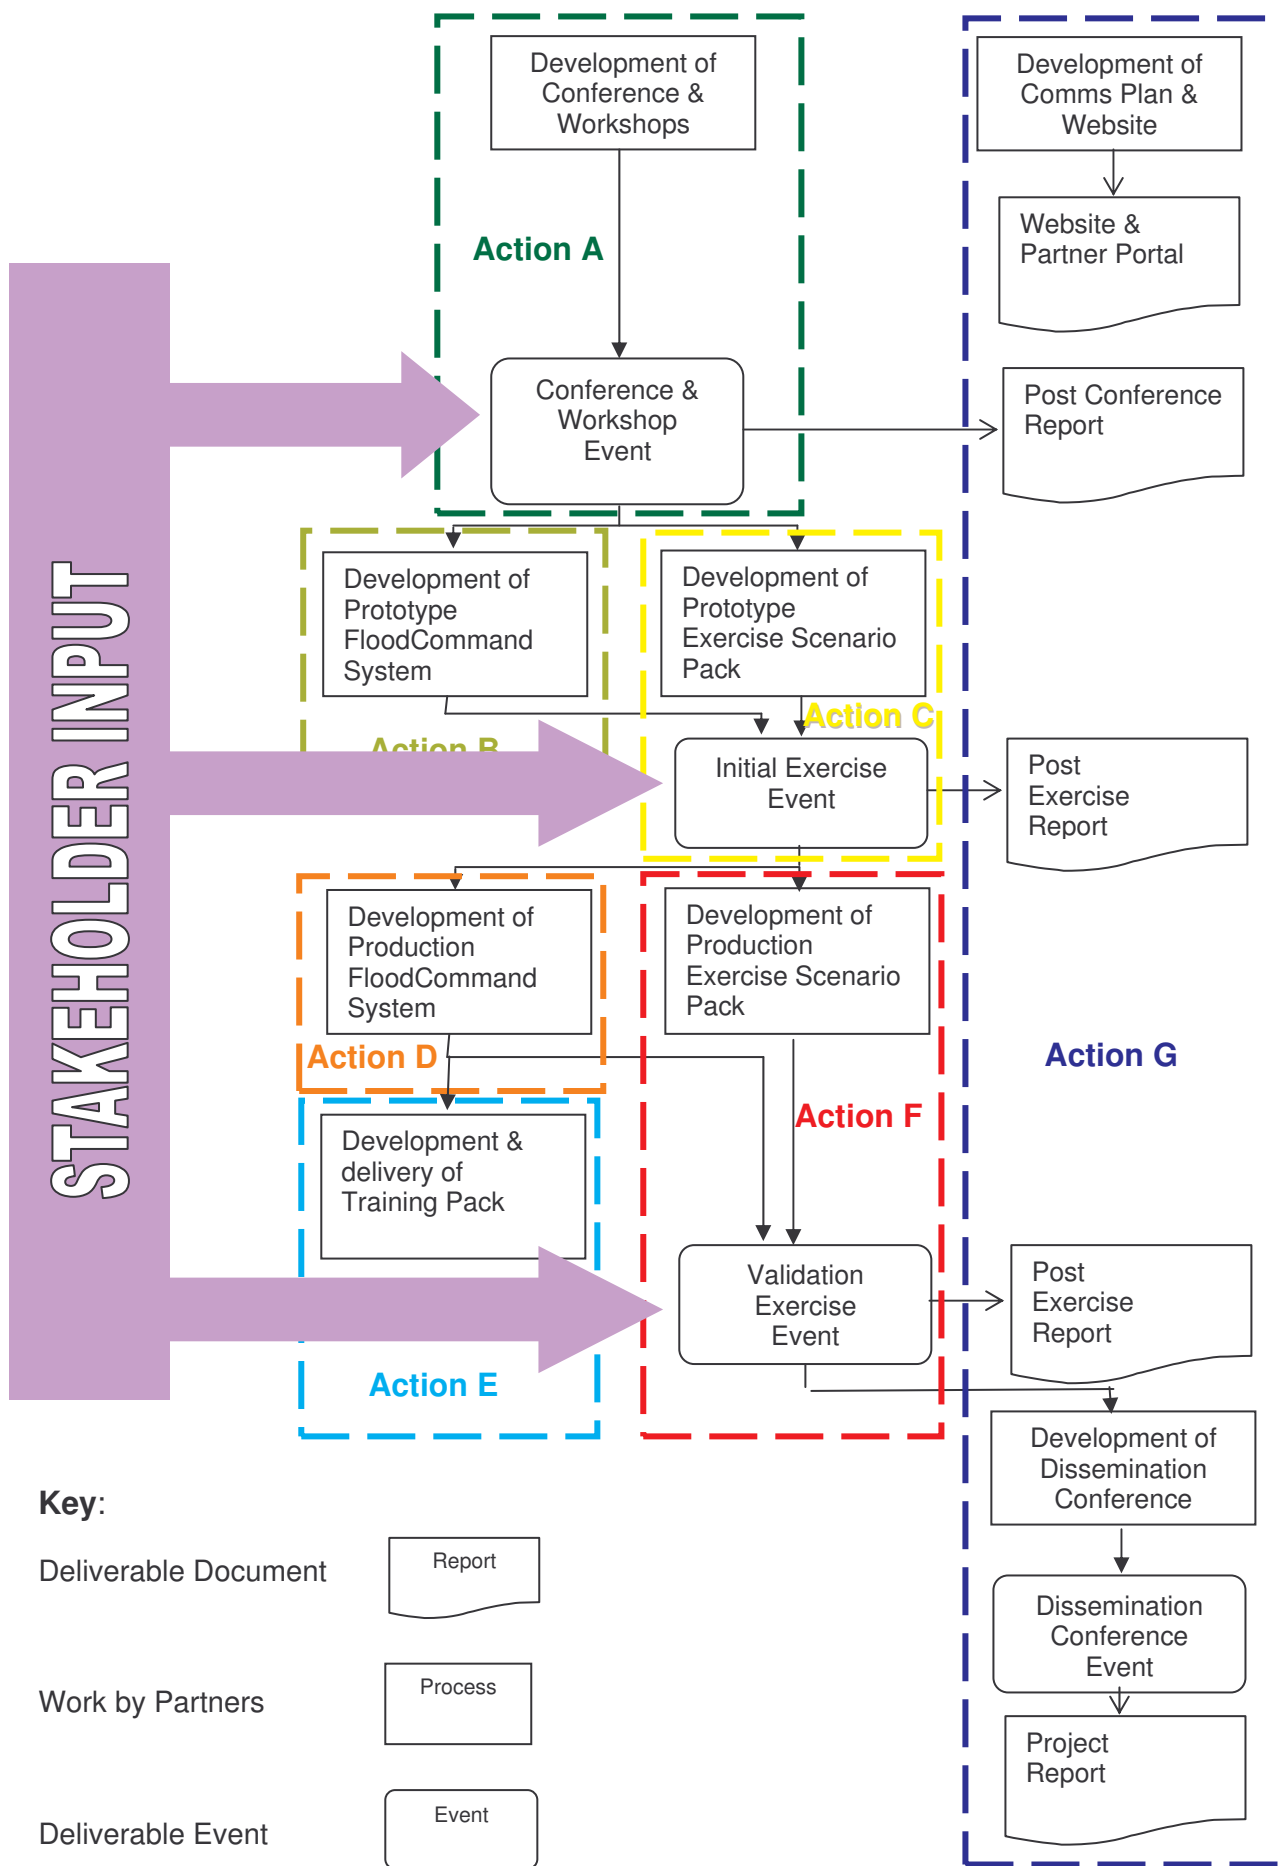 Development of
Conference &
Workshops
Development of
Comms Plan &
Website
Action A
Website &
Partner Portal
Conference &
Workshop
Event
Post Conference
Report
STAKEHOLDER INPUT
Development of
Prototype
FloodCommand
System
Development of
Prototype
Exercise Scenario
Pack
Action B
Action C
Initial Exercise
Event
Post
Exercise
Report
Development of
Production
FloodCommand
System
Development of
Production
Exercise Scenario
Pack
Action D
Action G
Action F
Development &
delivery of
Training Pack
Validation
Exercise
Event
Post
Exercise
Report
Action E
Development of
Dissemination
Conference
Dissemination
Conference
Event
Project
Report
Key:
Deliverable Document
Report
Work by Partners
Process
Deliverable Event
Event